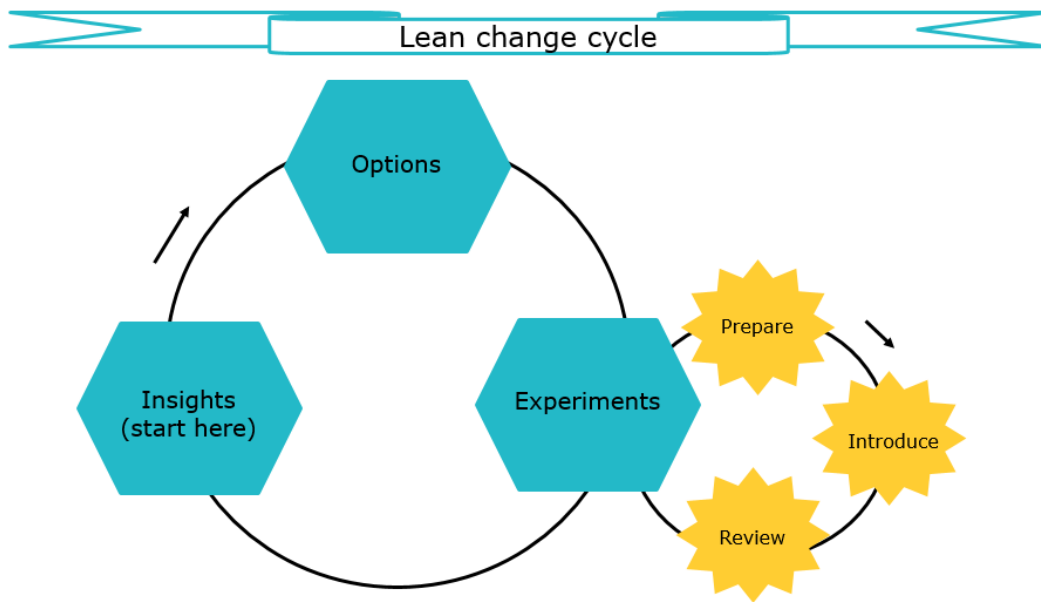 Lean change cycle
Options
Insights
(start here)
Experiments
Prepare
Introduce
Review